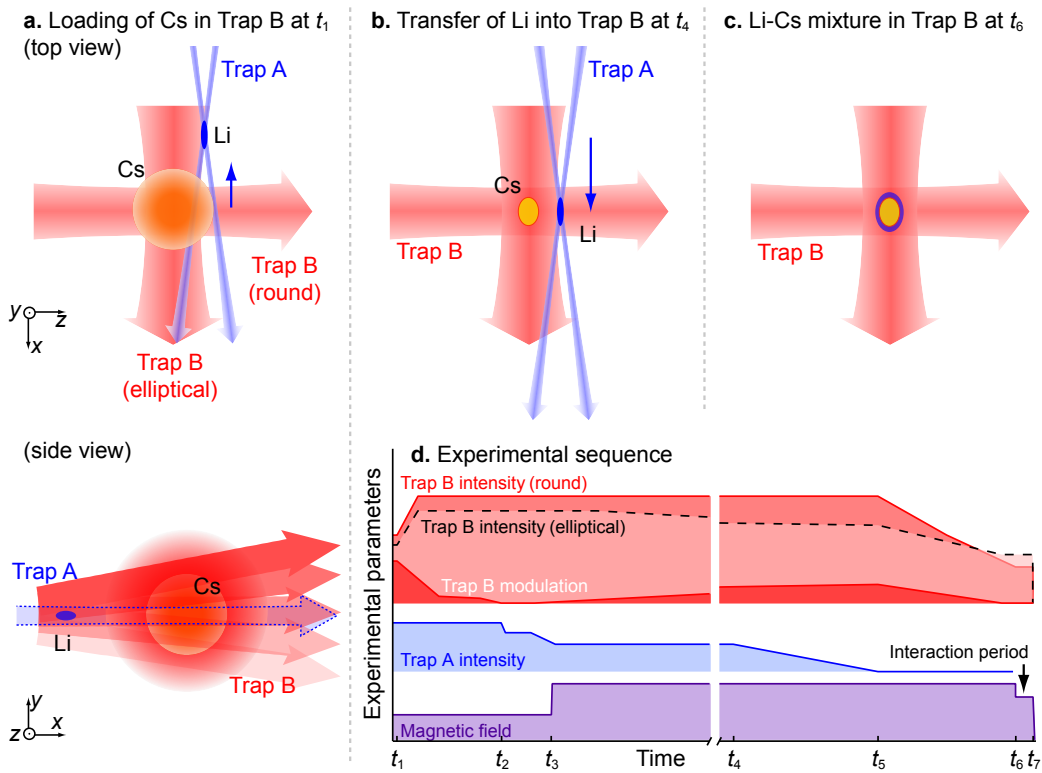 a. Loading of Cs in Trap B at t1
(top view)
Trap A
Li
Cs
Trap B
(round)
y
z
x
Trap B
(elliptical)
b. Transfer of Li into Trap B at t4
Trap A
Cs
Li
Trap B
c. Li-Cs mixture in Trap B at t6
Trap B
(side view)
Trap A
Cs
Li
Trap B
y
z
x
d. Experimental sequence
Experimental parameters
Trap B intensity (round)
Trap B intensity (elliptical)
Trap B modulation
Trap A intensity
Interaction period
Magnetic field
t1 t2 t3 Time t4 t5 t6 t7